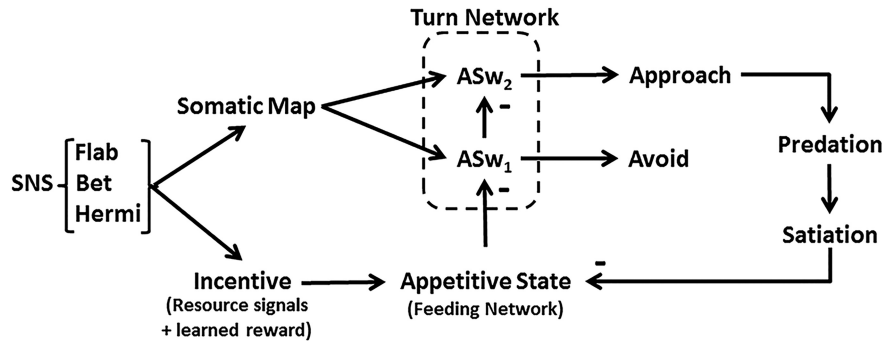 Turn Network
ASw2
Approach
Somatic Map
-
Predation
Flab
SNS
Bet
Hermi
ASw1
Avoid
-
Satiation
-
Incentive
Appetitive State
(Resource signals
+ learned reward)
(Feeding Network)